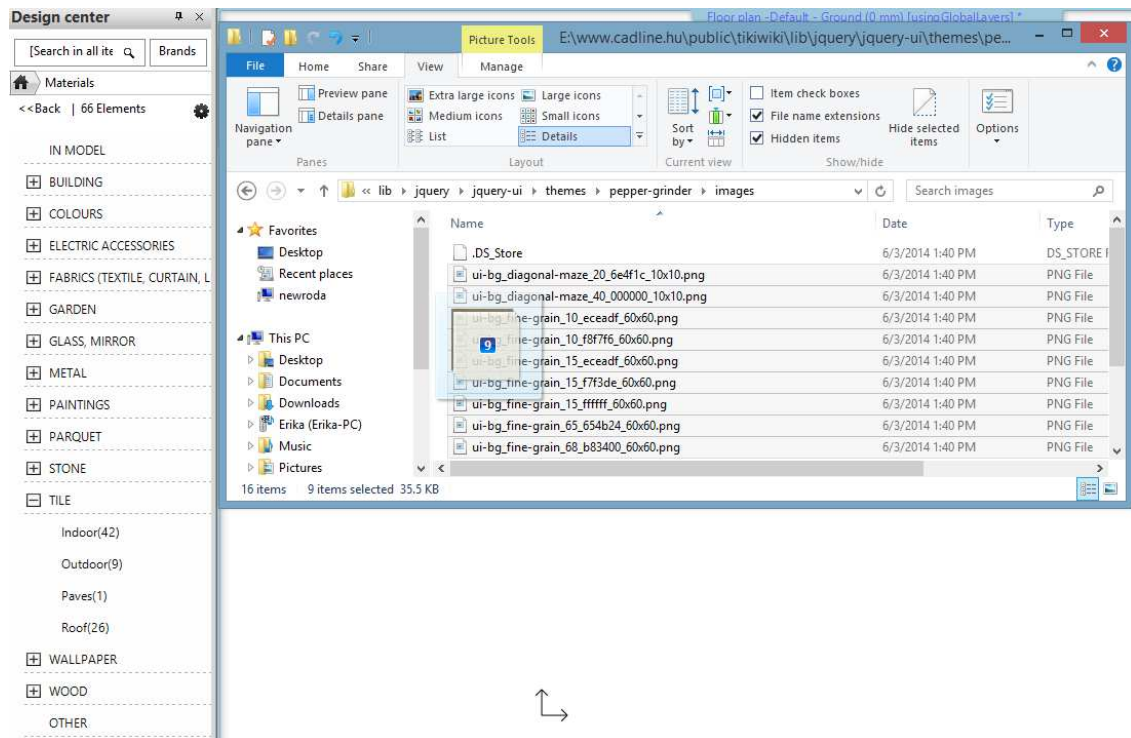 Design center
Floor plan -Default - Ground (0 mm) [usingGlobalLayers] *
[Search in all ite
Brands
Materials
<<Back | 66 Elements
IN MODEL
BUILDING
COLOURS
ELECTRIC ACCESSORIES
FABRICS (TEXTILE, CURTAIN, L
GARDEN
GLASS, MIRROR
METAL
PAINTINGS
PARQUET
STONE
TILE
Indoor(42)
Outdoor(9)
Paves(1)
Roof(26)
WALLPAPER
WOOD
OTHER
Picture Tools
E:\www.cadline.hu\public\tikiwiki\lib\jquery\jquery-ui\themes\pe...
File Home Share View Manage
Navigation pane
Preview pane
Details pane
Panes
Extra large icons Large icons
Medium icons Small icons
List Details
Layout
Sort by
Current view
Item check boxes
File name extensions
Hidden items
Hide selected items
Show/hide
Options
« lib jquery jquery-ui themes pepper-grinder images
Search images
Favorites
Desktop
Recent places
newroda
This PC
Desktop
Documents
Downloads
Erika (Erika-PC)
Music
Pictures
Name Date Type
.DS_Store 6/3/2014 1:40 PM DS_STORE F
ui-bg_diagonal-maze_20_6e4f1c_10x10.png 6/3/2014 1:40 PM PNG File
ui-bg_diagonal-maze_40_000000_10x10.png 6/3/2014 1:40 PM PNG File
ui-bg_fine-grain_10_eceadf_60x60.png 6/3/2014 1:40 PM PNG File
ui-bg_fine-grain_10_f8f7f6_60x60.png 6/3/2014 1:40 PM PNG File
ui-bg_fine-grain_15_eceadf_60x60.png 6/3/2014 1:40 PM PNG File
ui-bg_fine-grain_15_f7f3de_60x60.png 6/3/2014 1:40 PM PNG File
ui-bg_fine-grain_15_ffffff_60x60.png 6/3/2014 1:40 PM PNG File
ui-bg_fine-grain_65_654b24_60x60.png 6/3/2014 1:40 PM PNG File
ui-bg_fine-grain_68_b83400_60x60.png 6/3/2014 1:40 PM PNG File
9
16 items 9 items selected 35.5 KB